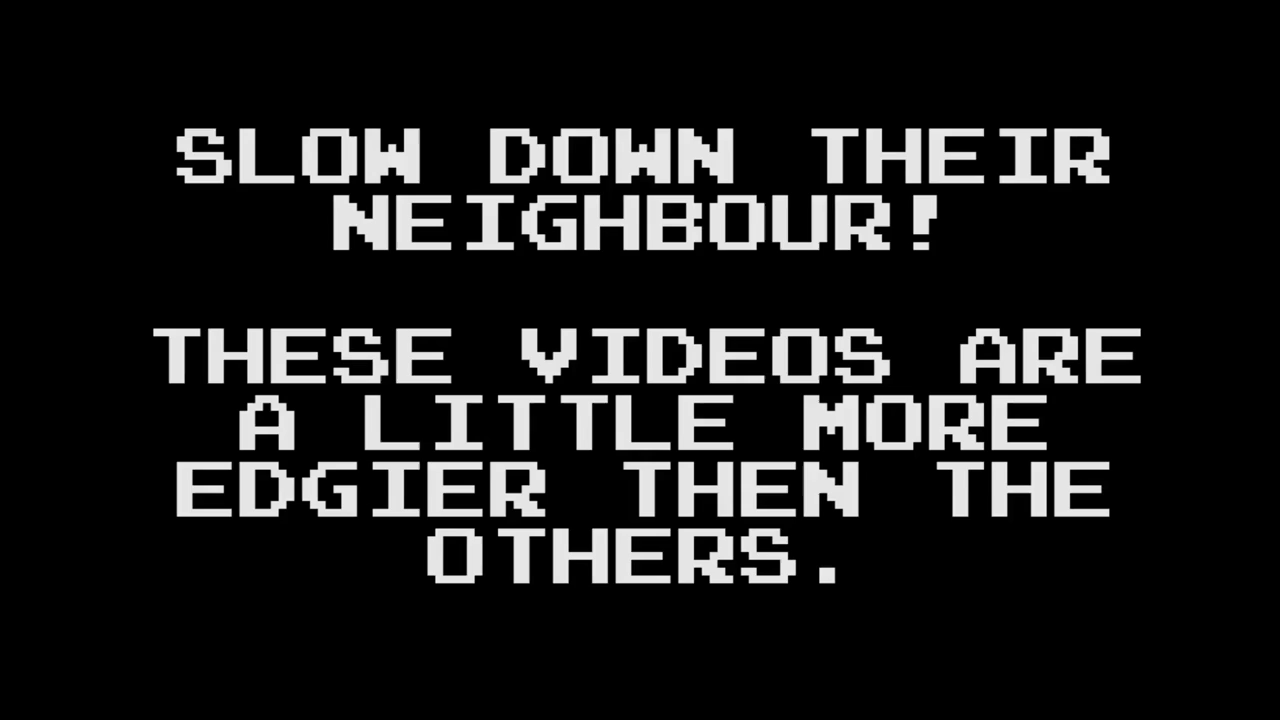 SLOW DOWN THEIR
NEIGHBOUR!
THESE VIDEOS ARE
A LITTLE MORE
EDGIER THEN THE
OTHERS.